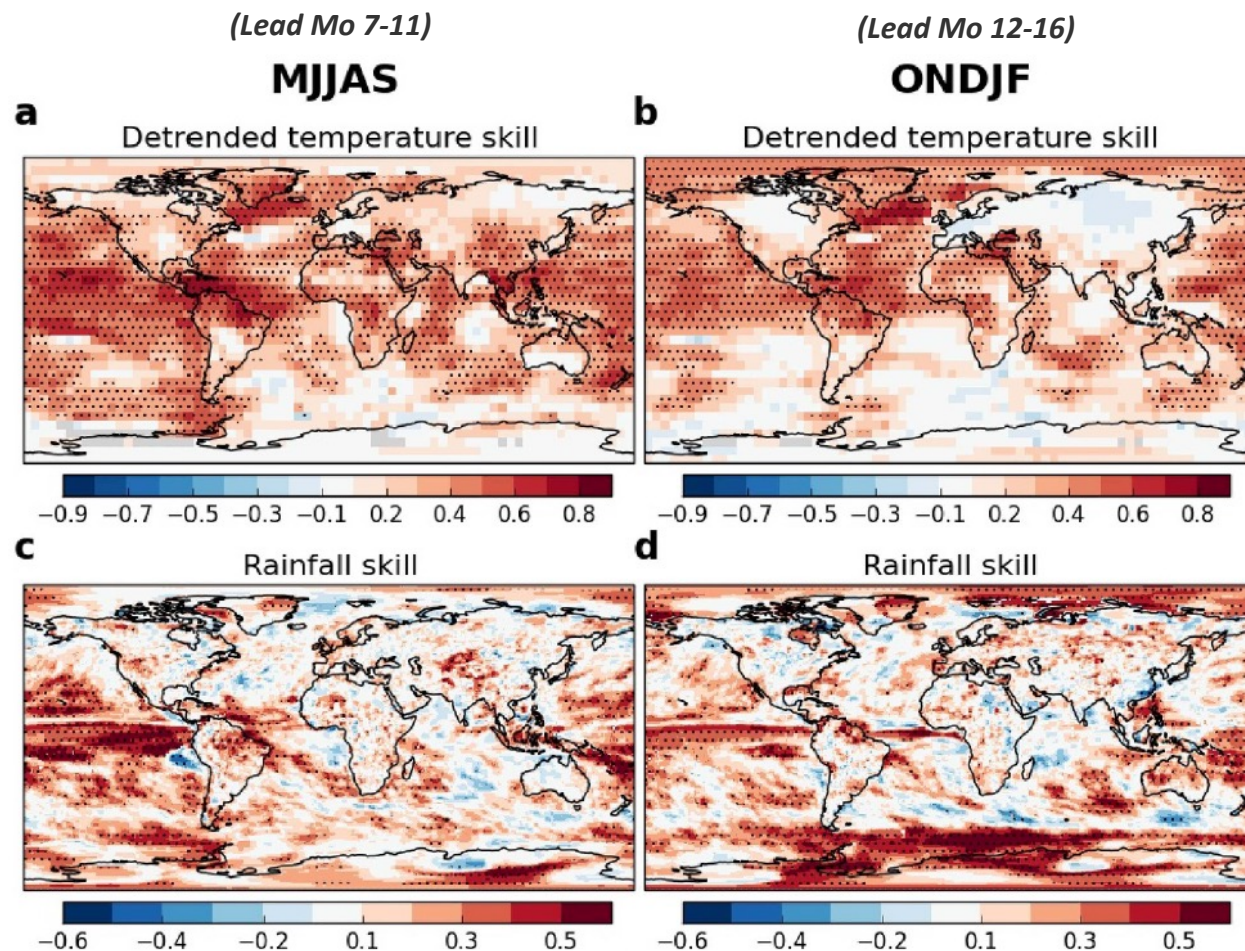 (Lead Mo 7-11)
MJJAS
a
Detrended temperature skill
−0.9 −0.7 −0.5 −0.3 −0.1 0.2 0.4 0.6 0.8
c
Rainfall skill
−0.6 −0.4 −0.2 0.1 0.3 0.5
(Lead Mo 12-16)
ONDJF
b
Detrended temperature skill
−0.9 −0.7 −0.5 −0.3 −0.1 0.2 0.4 0.6 0.8
d
Rainfall skill
−0.6 −0.4 −0.2 0.1 0.3 0.5